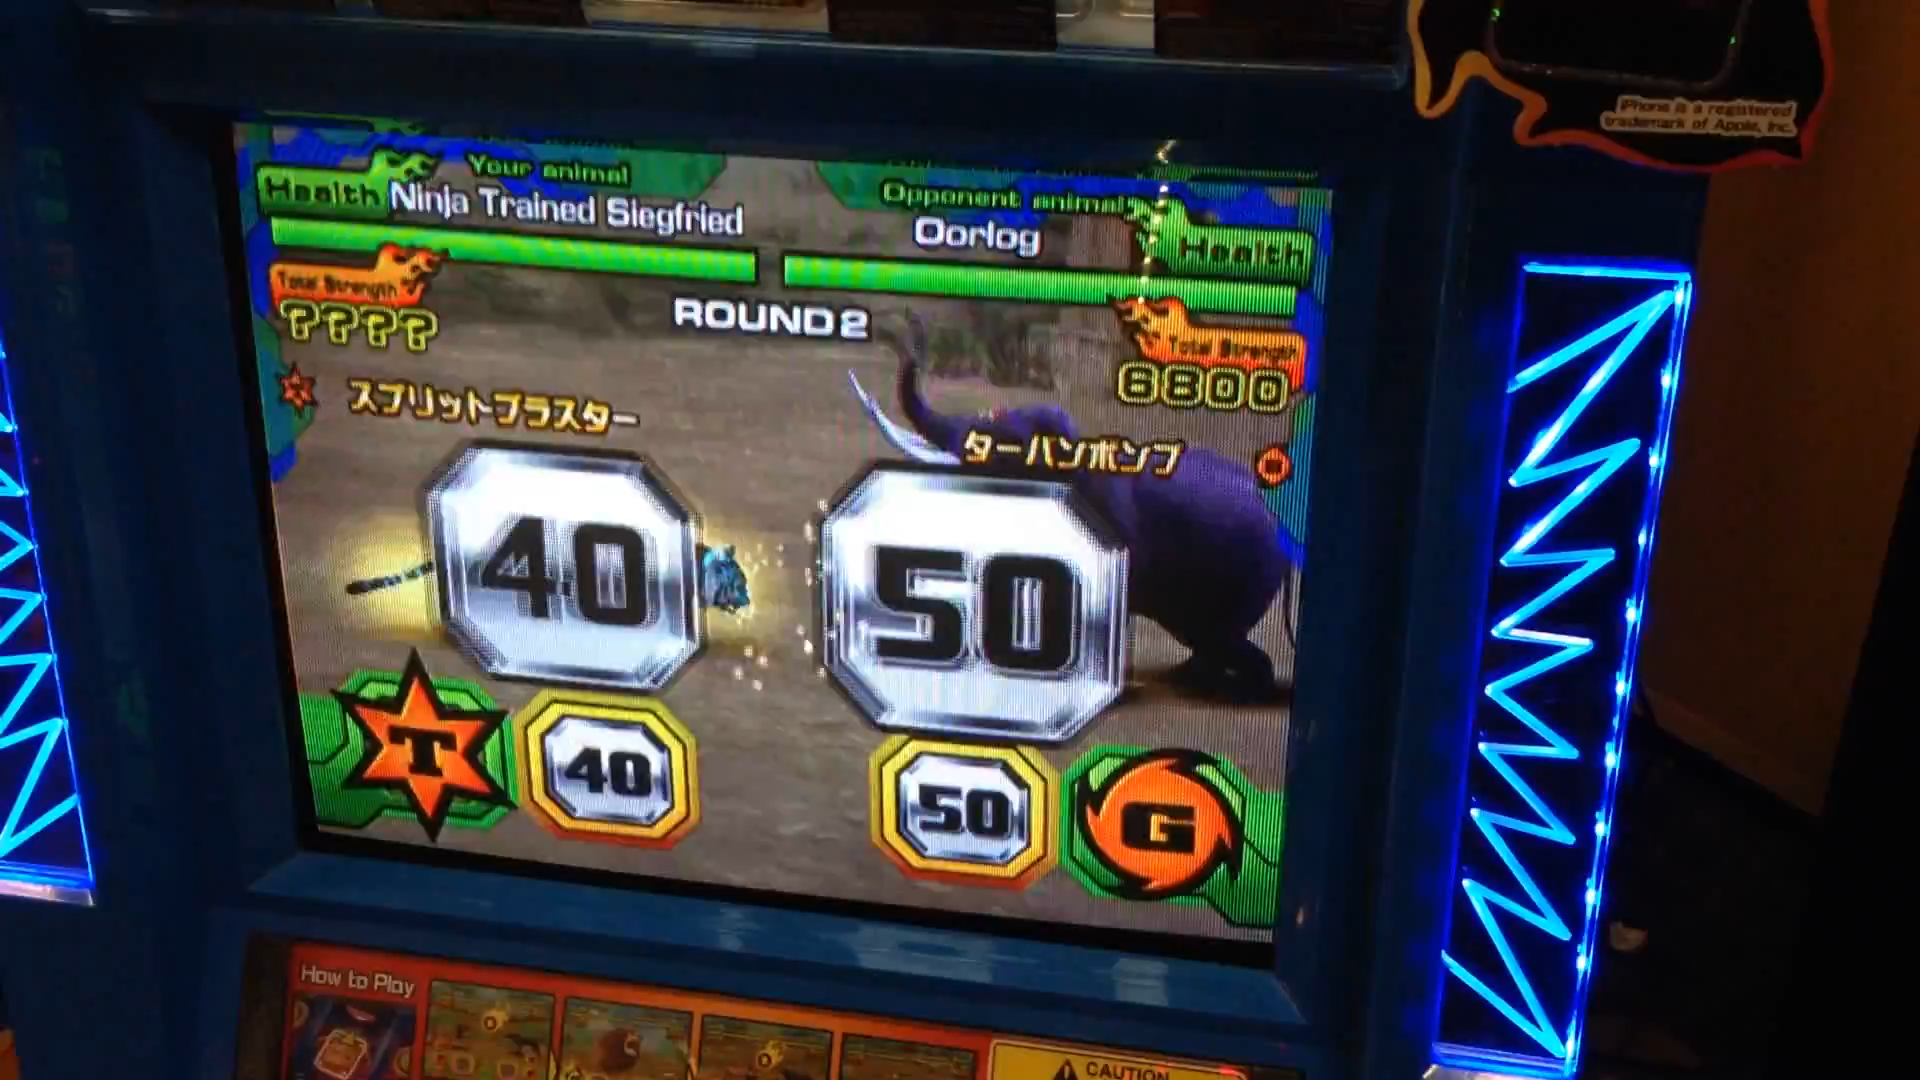 iPhone is a registered
trademark of Apple, Inc.
Your animal
Health
Ninja Trained Siegfried
Opponent animal
Oorlog
Health
Total Strength
????
ROUND 2
Total Strength
6800
スプリットブラスター
ターバンボンブ
40
50
T
40
50
G
How to Play
CAUTION